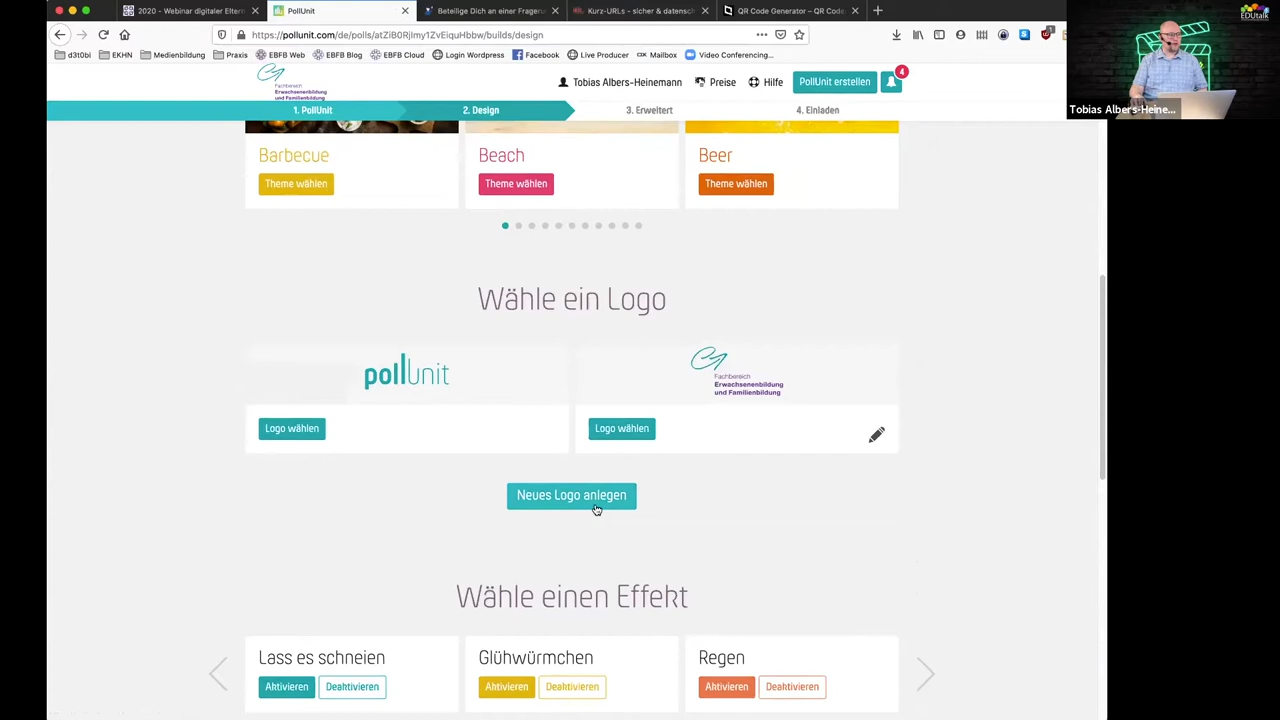 2020 - Webinar digitaler Eltern
PollUnit
Beteilige Dich an einer Fragerun
Kurz-URLs - sicher & datensch
QR Code Generator – QR Code
https://pollunit.com/de/polls/atZiB0RjImy1ZvEiquHbbw/builds/design
d3t0bi
EKHN
Medienbildung
Praxis
EBFB Web
EBFB Blog
EBFB Cloud
Login Wordpress
Facebook
Live Producer
Mailbox
Video Conferencing...
EDUtalk
Tobias Albers-Heine...
Fachbereich
Erwachsenenbildung
und Familienbildung
Tobias Albers-Heinemann
Preise
Hilfe
PollUnit erstellen
4
1. PollUnit
2. Design
3. Erweitert
4. Einladen
Barbecue
Beach
Beer
Theme wählen
Theme wählen
Theme wählen
Wähle ein Logo
pollunit
Fachbereich
Erwachsenenbildung
und Familienbildung
Logo wählen
Logo wählen
Neues Logo anlegen
Wähle einen Effekt
Lass es schneien
Glühwürmchen
Regen
Aktivieren
Deaktivieren
Aktivieren
Deaktivieren
Aktivieren
Deaktivieren